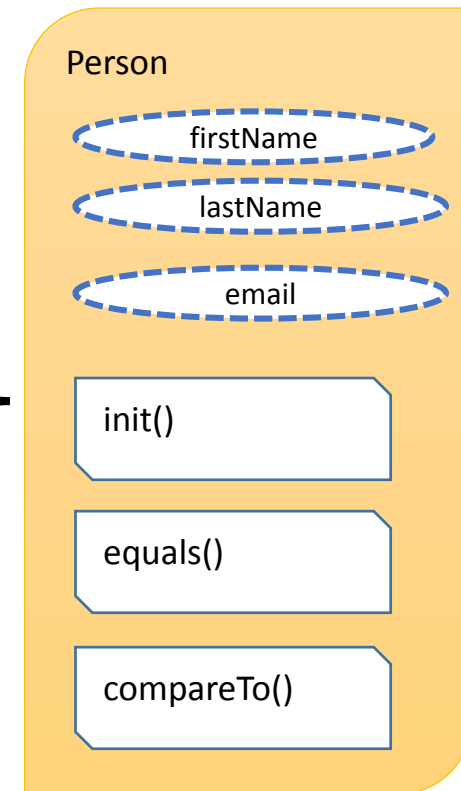 Person
firstName
lastName
email
init()
equals()
compareTo()